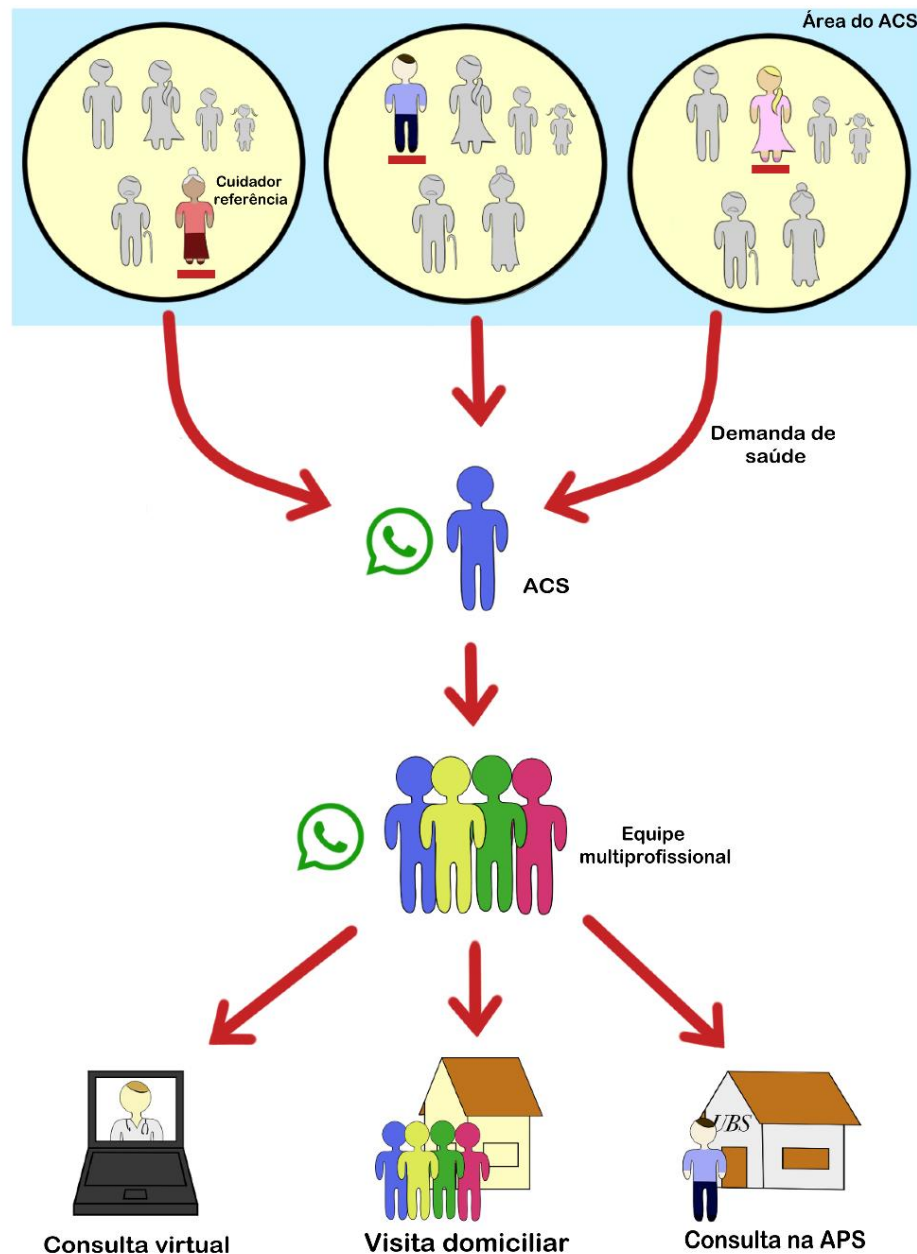 Área do ACS
Cuidador
referência
Demanda de
saúde
ACS
Equipe
multiprofissional
UBS
Consulta virtual
Visita domiciliar
Consulta na APS